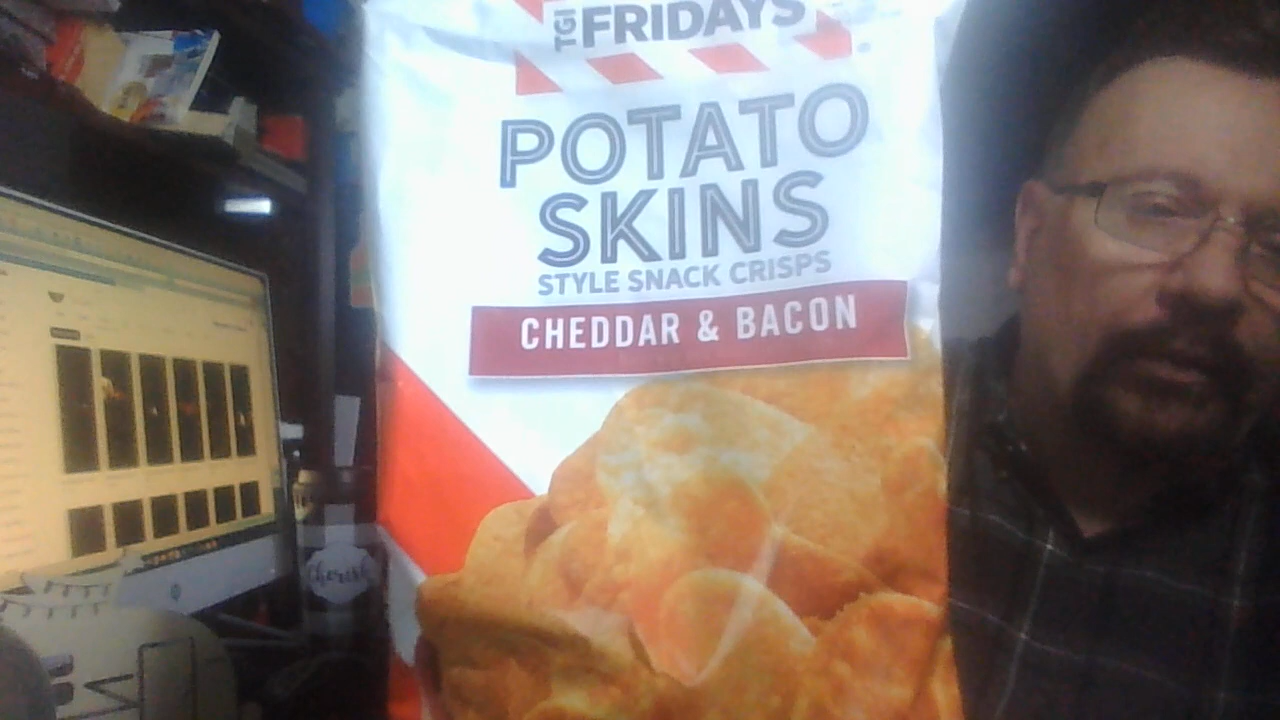 TGI FRIDAYS
POTATO
SKINS
STYLE SNACK CRISPS
CHEDDAR & BACON
cherish